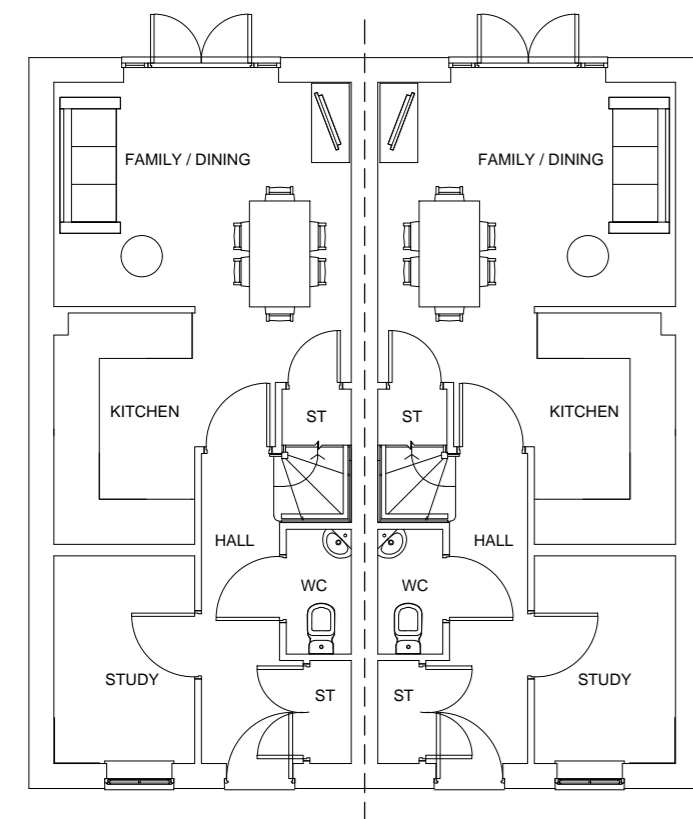 FAMILY / DINING
FAMILY / DINING
KITCHEN
ST
ST
KITCHEN
HALL
HALL
WC
WC
STUDY
ST
ST
STUDY